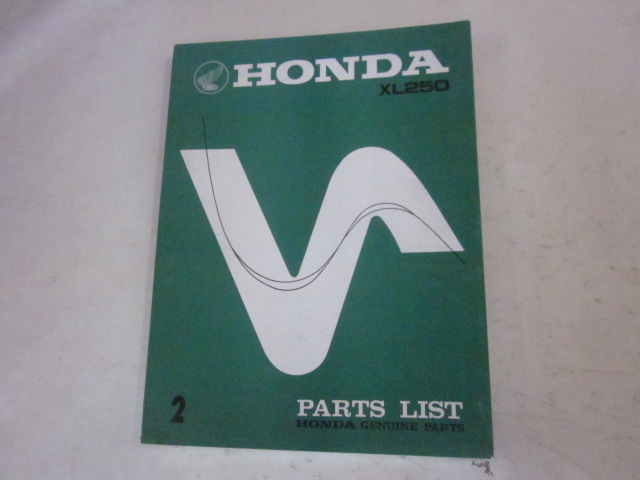 HONDA
XL250
2
PARTS LIST
HONDA GENUINE PARTS